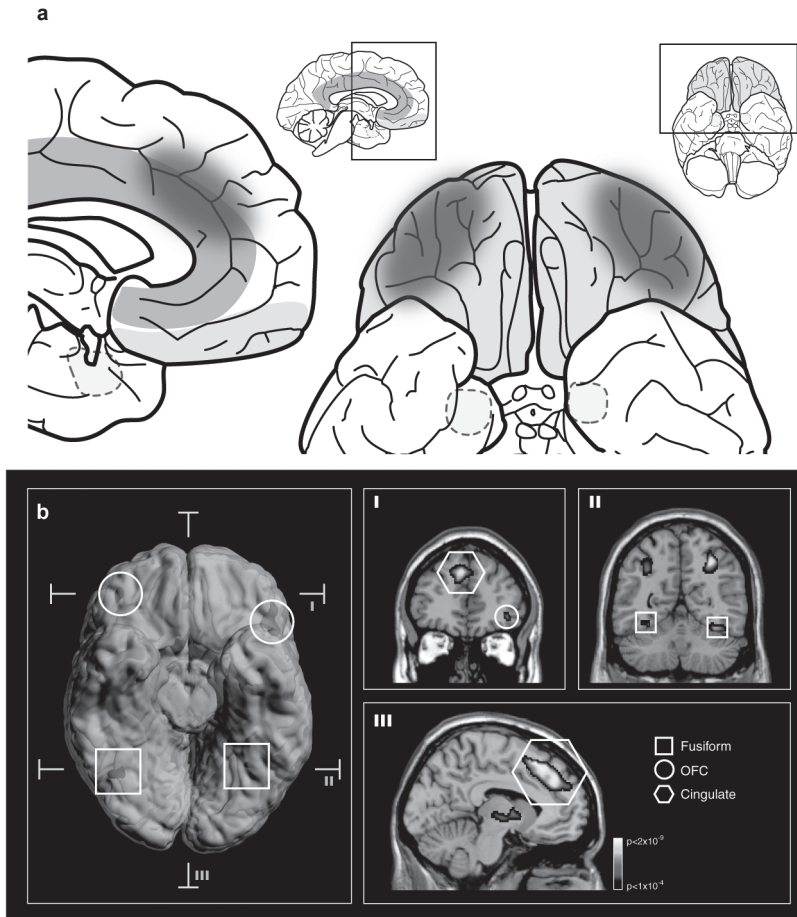 a
b
I
II
III
I
II
III
Fusiform
OFC
Cingulate
p<2x10-9
p<1x10-4